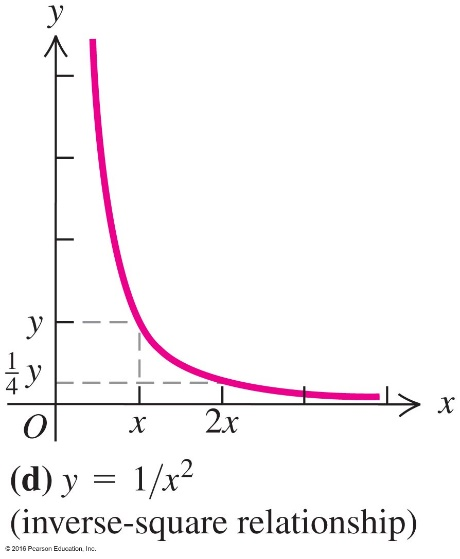 y
y
1/4 y
O
x
2x
x
(d) y = 1/x²
(inverse-square relationship)
© 2016 Pearson Education, Inc.